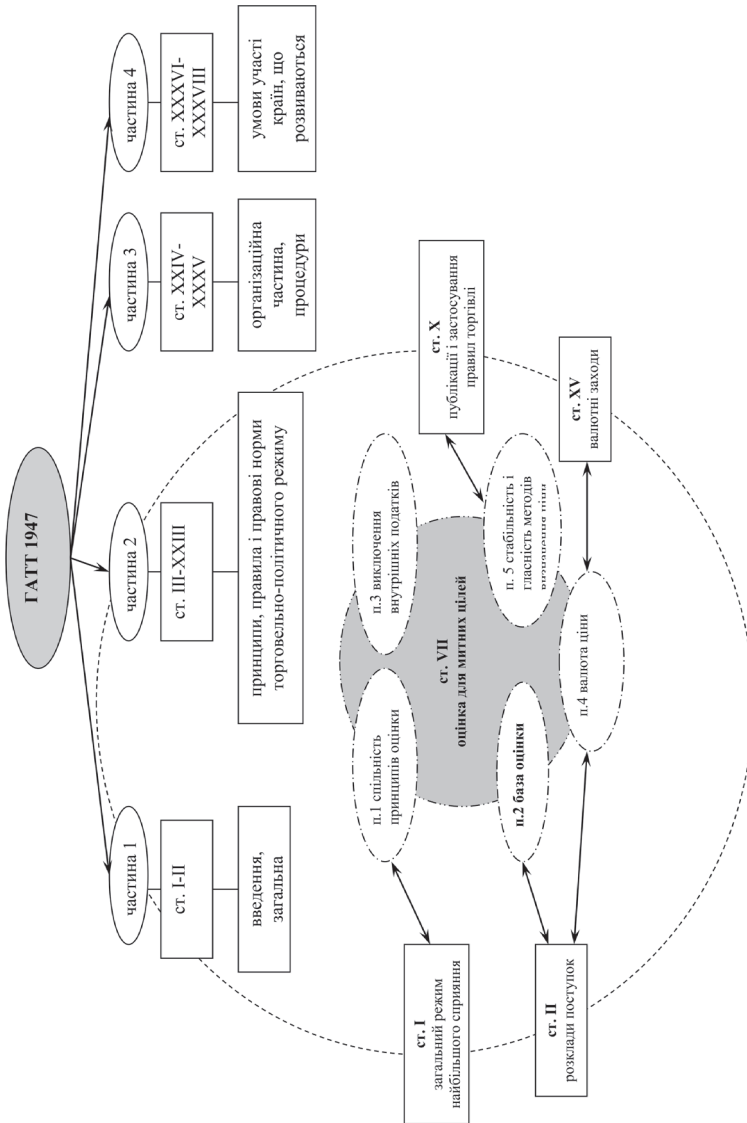 ГАТТ 1947
частина 1
частина 2
частина 3
частина 4
ст. I-II
ст. III-XXIII
ст. XXIV-
XXXV
ст. XXXVI-
XXXVIII
введення,
загальна
принципи, правила і правові норми
торговельно-політичного режиму
організаційна
частина,
процедури
умови участі
країн, що
розвиваються
п.1 спільність
принципів оцінки
п.3 виключення
внутрішніх податків
ст. I
загальний режим
найбільшого сприяння
ст. VII
оцінка для митних цілей
ст. X
публікації і застосування
правил торгівлі
п.2 база оцінки
п. 5 стабільність і
гласність методів
визначення ціни
ст. II
розклади поступок
п.4 валюта ціни
ст. XV
валютні заходи